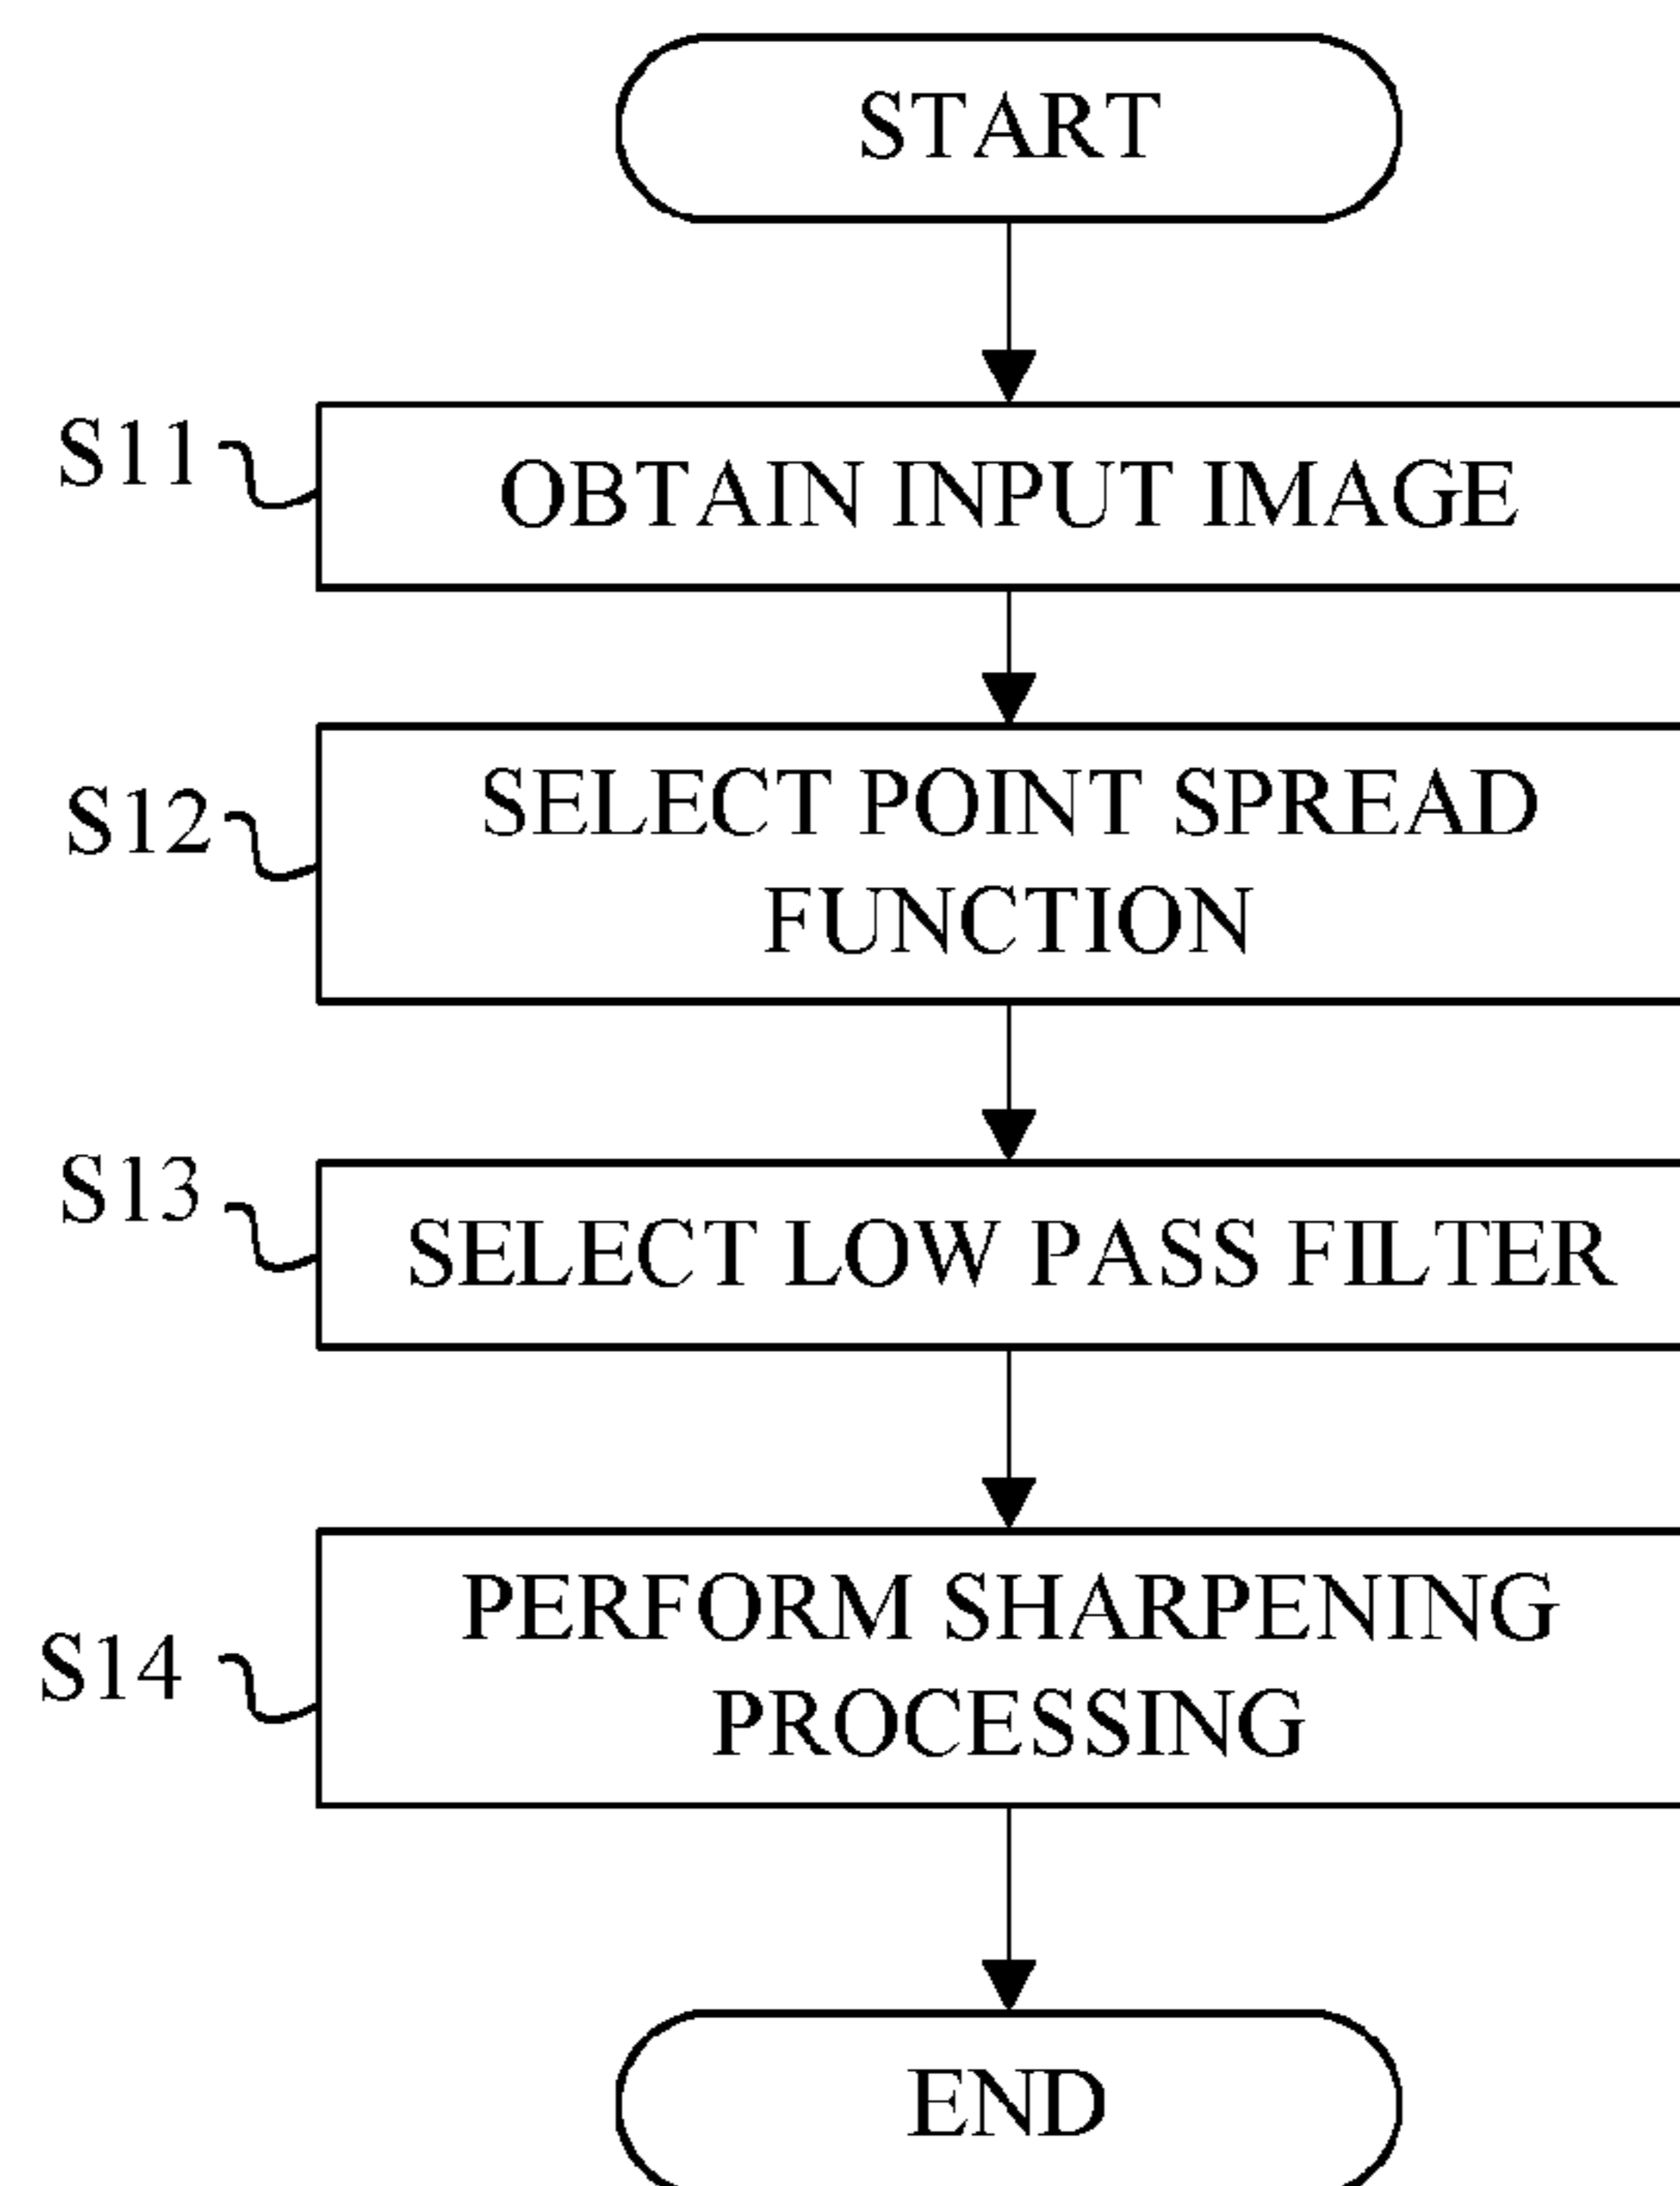 START
S11
OBTAIN INPUT IMAGE
S12
SELECT POINT SPREAD
FUNCTION
S13
SELECT LOW PASS FILTER
S14
PERFORM SHARPENING
PROCESSING
END